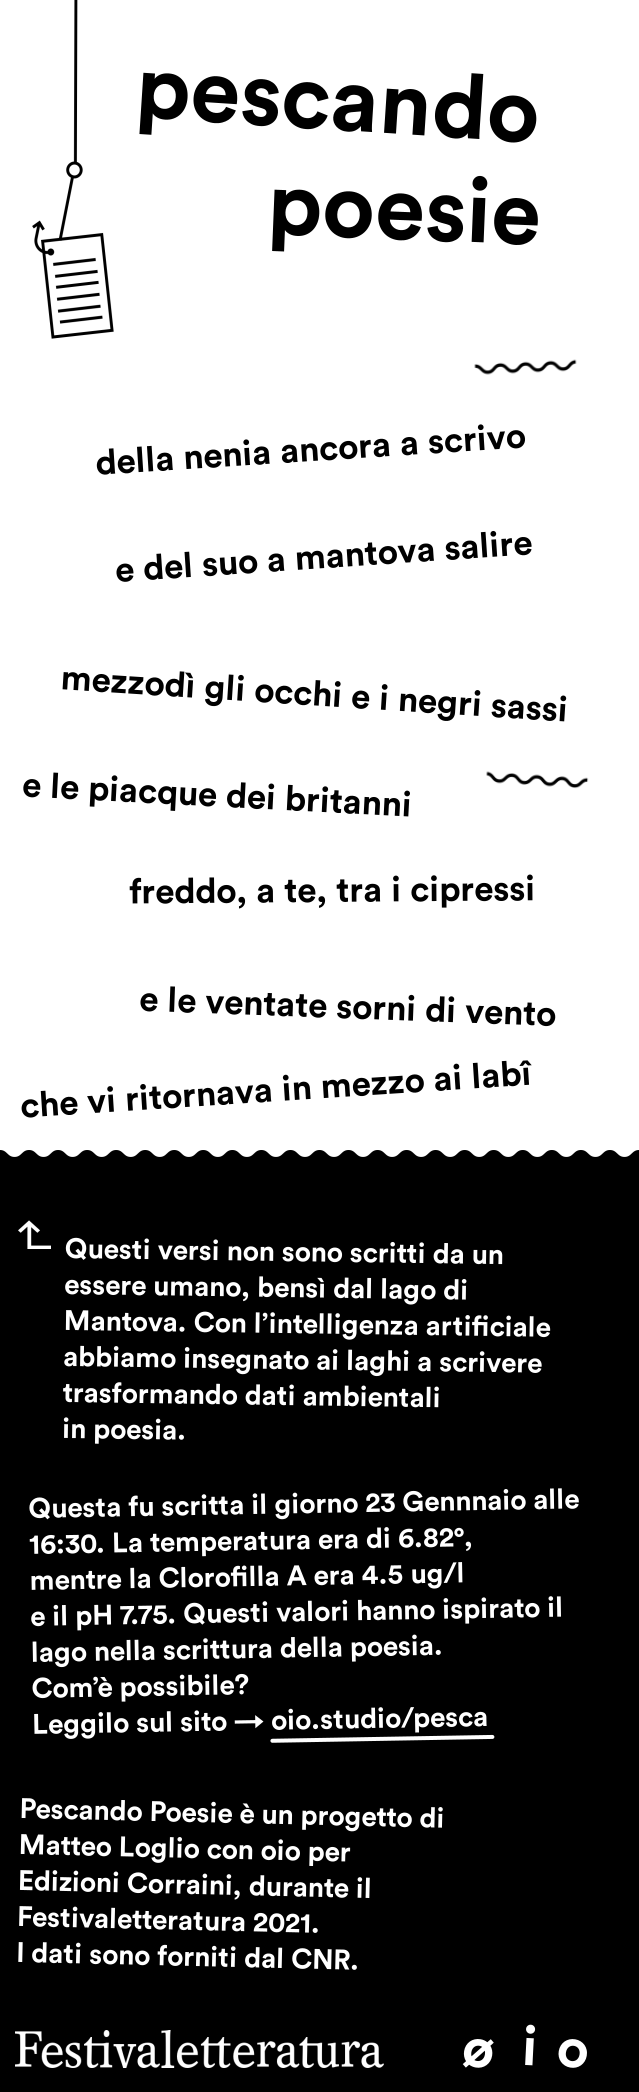 pescando
poesie
della nenia ancora a scrivo
e del suo a mantova salire
mezzodì gli occhi e i negri sassi
e le piacque dei britanni
freddo, a te, tra i cipressi
e le ventate sorni di vento
che vi ritornava in mezzo ai labî
Questi versi non sono scritti da un
essere umano, bensì dal lago di
Mantova. Con l’intelligenza artificiale
abbiamo insegnato ai laghi a scrivere
trasformando dati ambientali
in poesia.
Questa fu scritta il giorno 23 Gennnaio alle
16:30. La temperatura era di 6.82°,
mentre la Clorofilla A era 4.5 ug/l
e il pH 7.75. Questi valori hanno ispirato il
lago nella scrittura della poesia.
Com’è possibile?
Leggilo sul sito → oio.studio/pesca
Pescando Poesie è un progetto di
Matteo Loglio con oio per
Edizioni Corraini, durante il
Festivaletteratura 2021.
I dati sono forniti dal CNR.
Festivaletteratura ø i o